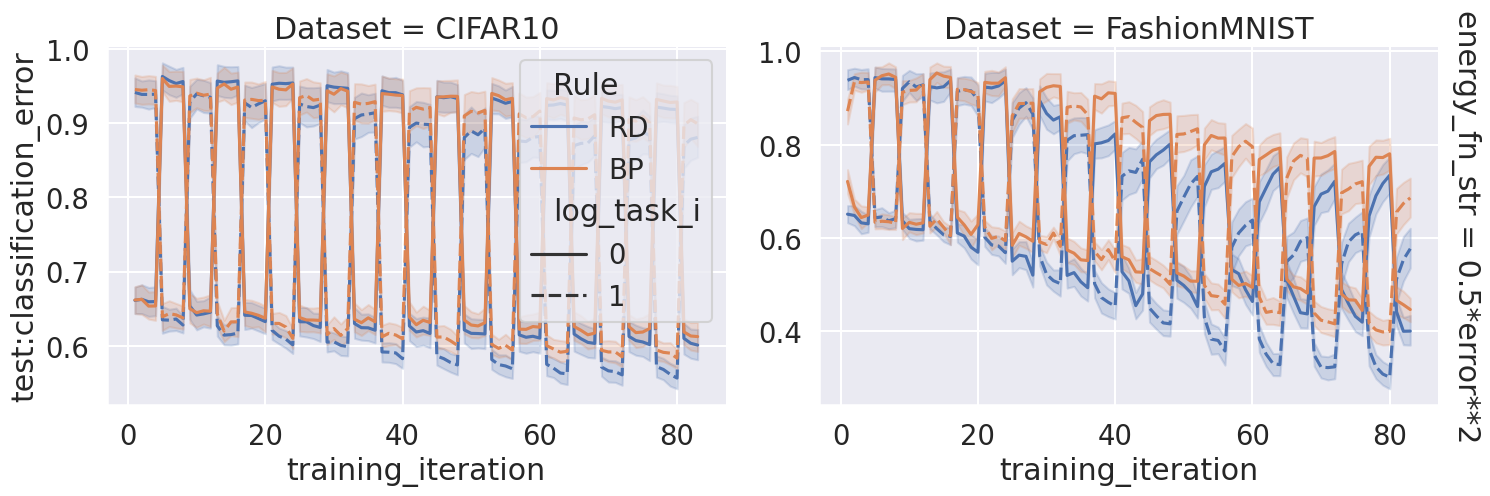 Dataset = CIFAR10
test:classification_error
1.0
0.9
0.8
0.7
0.6
0
20
40
60
80
training_iteration
Rule
RD
BP
log_task_i
0
1
Dataset = FashionMNIST
1.0
0.8
0.6
0.4
0
20
40
60
80
training_iteration
energy_fn_str = 0.5*error**2